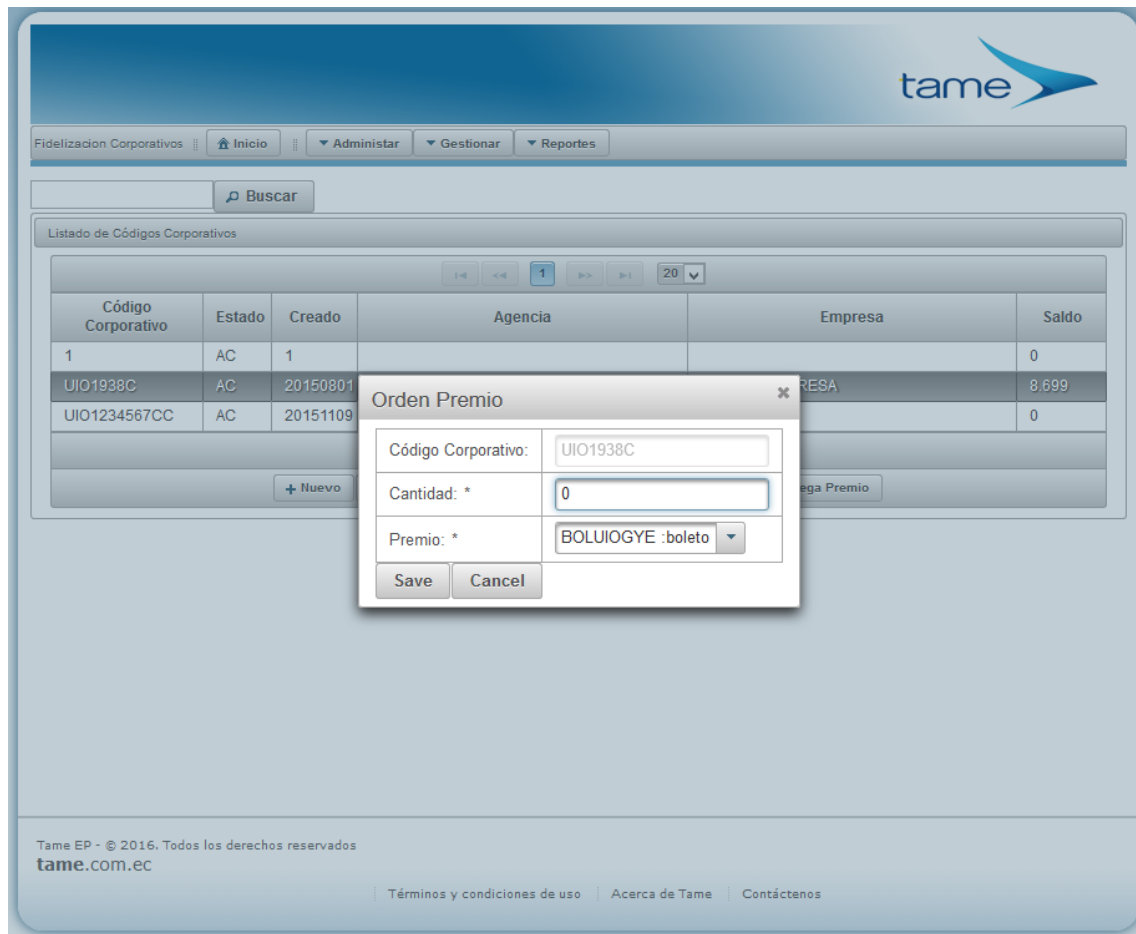 tame
Fidelizacion Corporativos Inicio Administar Gestionar Reportes
Buscar
Listado de Códigos Corporativos
1 20
Código Corporativo Estado Creado Agencia Empresa Saldo
1 AC 1 0
UIO1938C AC 20150801 RESA 8.699
UIO1234567CC AC 20151109 0
Nuevo ega Premio
Orden Premio
Código Corporativo: UIO1938C
Cantidad: * 0
Premio: * BOLUIOGYE :boleto
Save Cancel
Tame EP - © 2016. Todos los derechos reservados
tame.com.ec
Términos y condiciones de uso Acerca de Tame Contáctenos